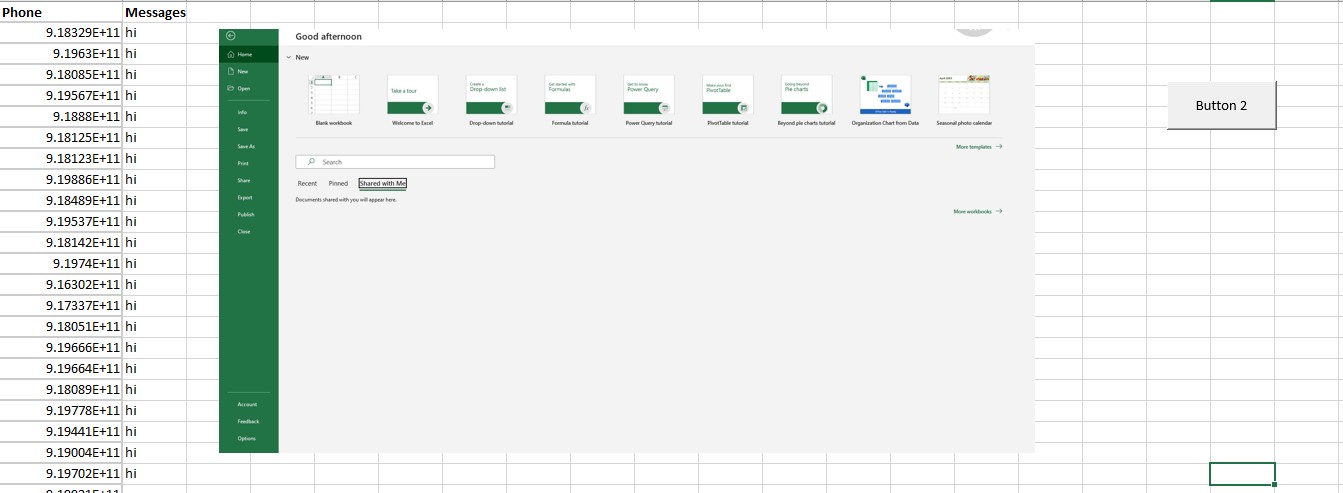 Phone Messages
9.18329E+11 hi
9.1963E+11 hi
9.18085E+11 hi
9.19567E+11 hi
9.1888E+11 hi
9.18125E+11 hi
9.18123E+11 hi
9.19886E+11 hi
9.18489E+11 hi
9.19537E+11 hi
9.18142E+11 hi
9.1974E+11 hi
9.16302E+11 hi
9.17337E+11 hi
9.18051E+11 hi
9.19666E+11 hi
9.19664E+11 hi
9.18089E+11 hi
9.19778E+11 hi
9.19441E+11 hi
9.19004E+11 hi
9.19702E+11 hi
Home
New
Open
Info
Save
Save As
Print
Share
Export
Publish
Close
Account
Feedback
Options
Good afternoon
New
Take a tour
Create a
Drop-down list
Get started with
Formulas
Get to know
Power Query
Make your first
PivotTable
Going beyond
Pie charts
Blank workbook
Welcome to Excel
Drop-down tutorial
Formula tutorial
Power Query tutorial
PivotTable tutorial
Beyond pie charts tutorial
Organization Chart from Data
Seasonal photo calendar
More templates
Search
Recent Pinned Shared with Me
Documents shared with you will appear here.
More workbooks
Button 2